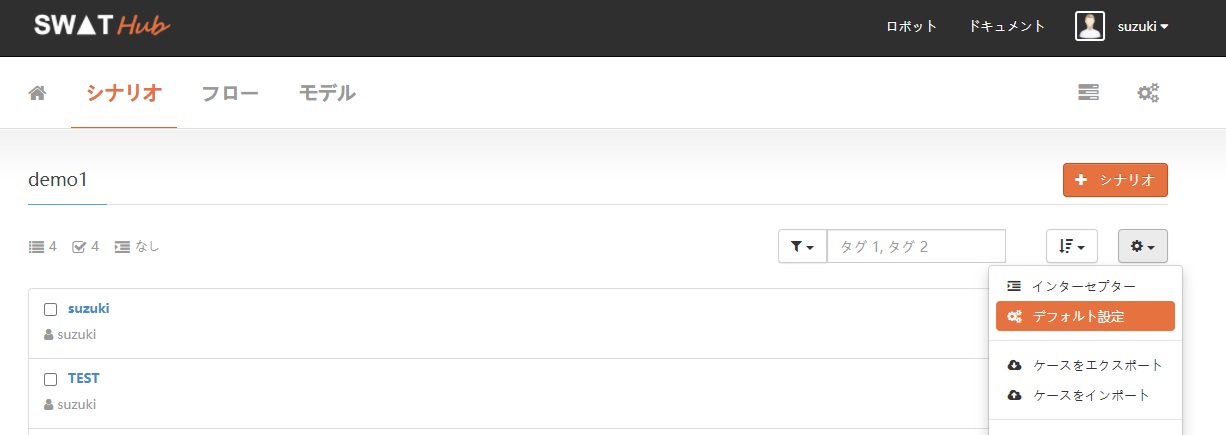 SWAT Hub
ロボット ドキュメント suzuki
シナリオ フロー モデル
demo1
シナリオ
4 4 なし
タグ 1, タグ 2
インターセプター
suzuki
デフォルト設定
suzuki
ケースをエクスポート
TEST
ケースをインポート
suzuki